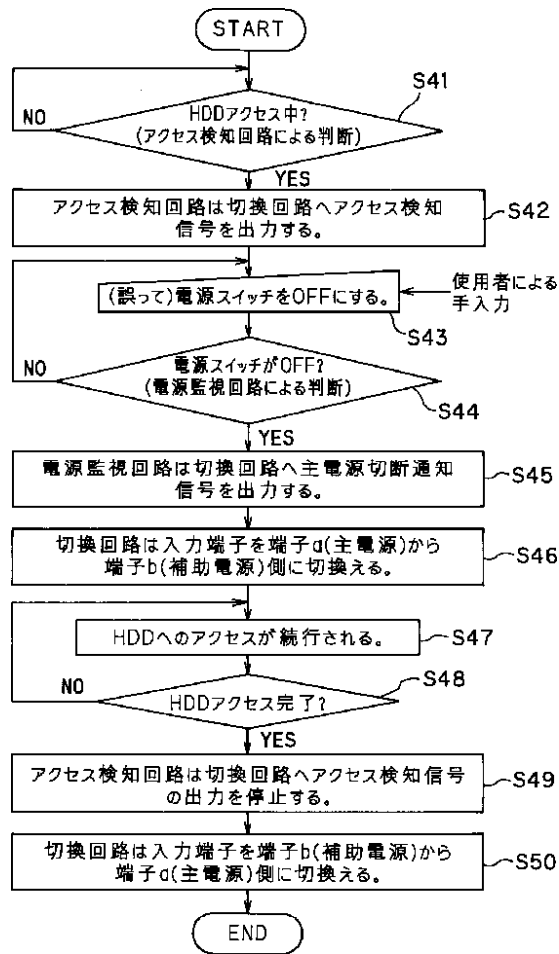 START
S41
HDDアクセス中?
(アクセス検知回路による判断)
NO
YES
アクセス検知回路は切換回路へアクセス検知
信号を出力する。
S42
(誤って)電源スイッチをOFFにする。
使用者による
手入力
S43
電源スイッチがOFF?
(電源監視回路による判断)
NO
S44
YES
電源監視回路は切換回路へ主電源切断通知
信号を出力する。
S45
切換回路は入力端子を端子a(主電源)から
端子b(補助電源)側に切換える。
S46
HDDへのアクセスが続行される。
S47
NO
HDDアクセス完了?
S48
YES
アクセス検知回路は切換回路へアクセス検知信号
の出力を停止する。
S49
切換回路は入力端子を端子b(補助電源)から
端子a(主電源)側に切換える。
S50
END